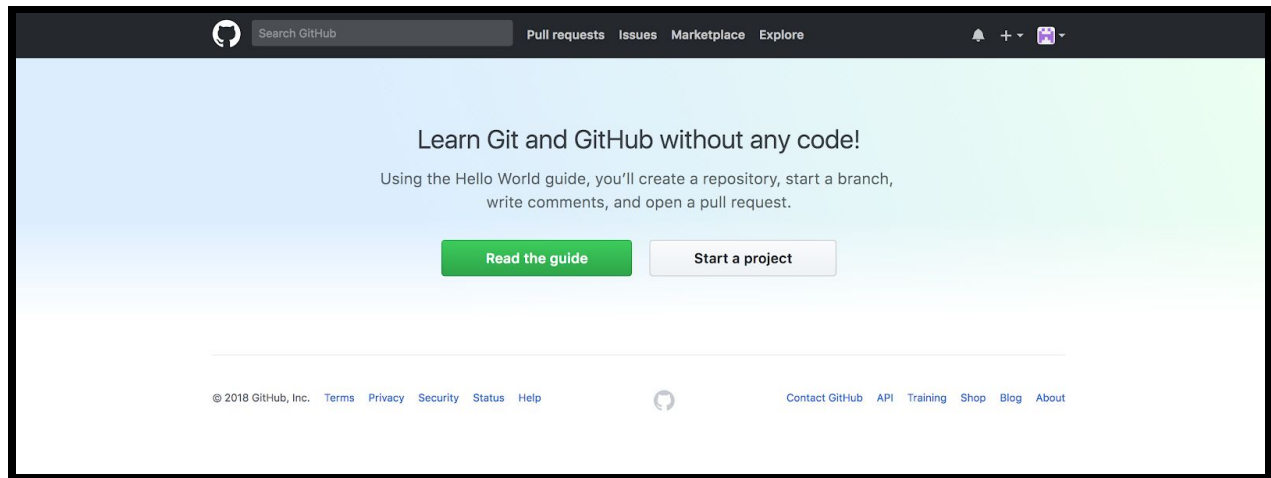 Search GitHub Pull requests Issues Marketplace Explore
Learn Git and GitHub without any code!
Using the Hello World guide, you’ll create a repository, start a branch,
write comments, and open a pull request.
Read the guide Start a project
© 2018 GitHub, Inc. Terms Privacy Security Status Help Contact GitHub API Training Shop Blog About